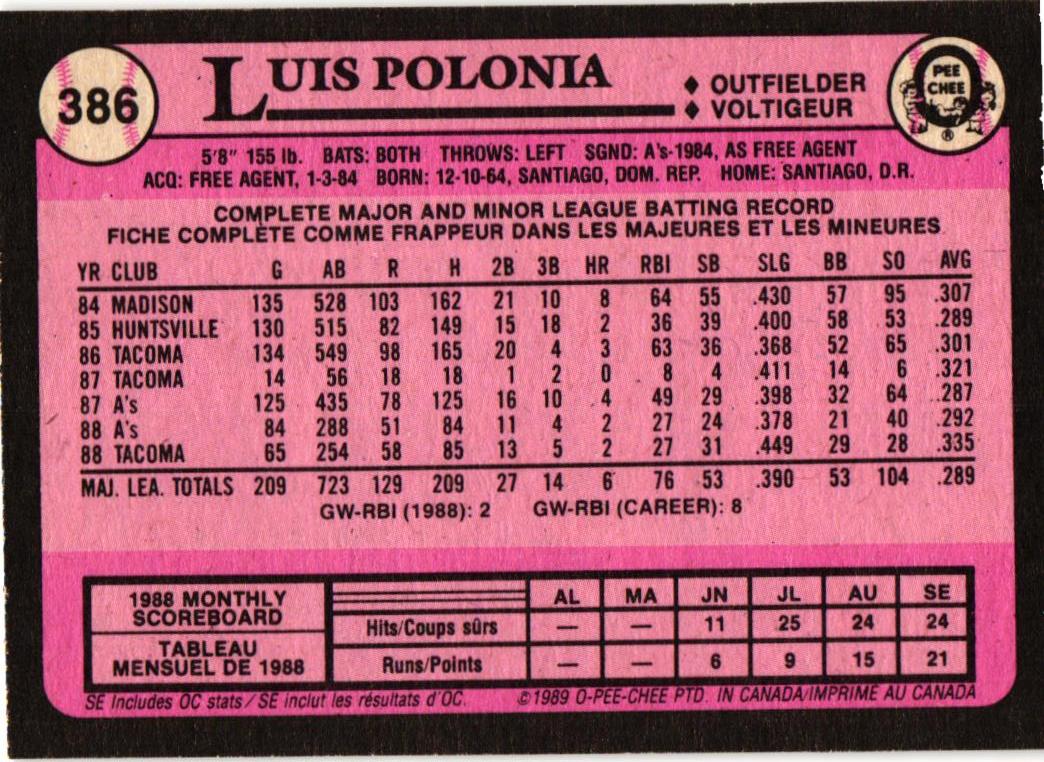 386
LUIS POLONIA
♦ OUTFIELDER
♦ VOLTIGEUR
O PEE CHEE ®
5'8" 155 lb. BATS: BOTH THROWS: LEFT SGND: A's-1984, AS FREE AGENT
ACQ: FREE AGENT, 1-3-84 BORN: 12-10-64, SANTIAGO, DOM. REP. HOME: SANTIAGO, D.R.
COMPLETE MAJOR AND MINOR LEAGUE BATTING RECORD
FICHE COMPLÈTE COMME FRAPPEUR DANS LES MAJEURES ET LES MINEURES
YR CLUB G AB R H 2B 3B HR RBI SB SLG BB SO AVG
84 MADISON 135 528 103 162 21 10 8 64 55 .430 57 95 .307
85 HUNTSVILLE 130 515 82 149 15 18 2 36 39 .400 58 53 .289
86 TACOMA 134 549 98 165 20 4 3 63 36 .368 52 65 .301
87 TACOMA 14 56 18 18 1 2 0 8 4 .411 14 6 .321
87 A's 125 435 78 125 16 10 4 49 29 .398 32 64 .287
88 A's 84 288 51 84 11 4 2 27 24 .378 21 40 .292
88 TACOMA 65 254 58 85 13 5 2 27 31 .449 29 28 .335
MAJ. LEA. TOTALS 209 723 129 209 27 14 6 76 53 .390 53 104 .289
GW-RBI (1988): 2 GW-RBI (CAREER): 8
1988 MONTHLY SCOREBOARD
TABLEAU MENSUEL DE 1988
AL MA JN JL AU SE
Hits/Coups sûrs — — 11 25 24 24
Runs/Points — — 6 9 15 21
SE Includes OC stats / SE inclut les résultats d'OC. ©1989 O-PEE-CHEE PTD. IN CANADA/IMPRIME AU CANADA